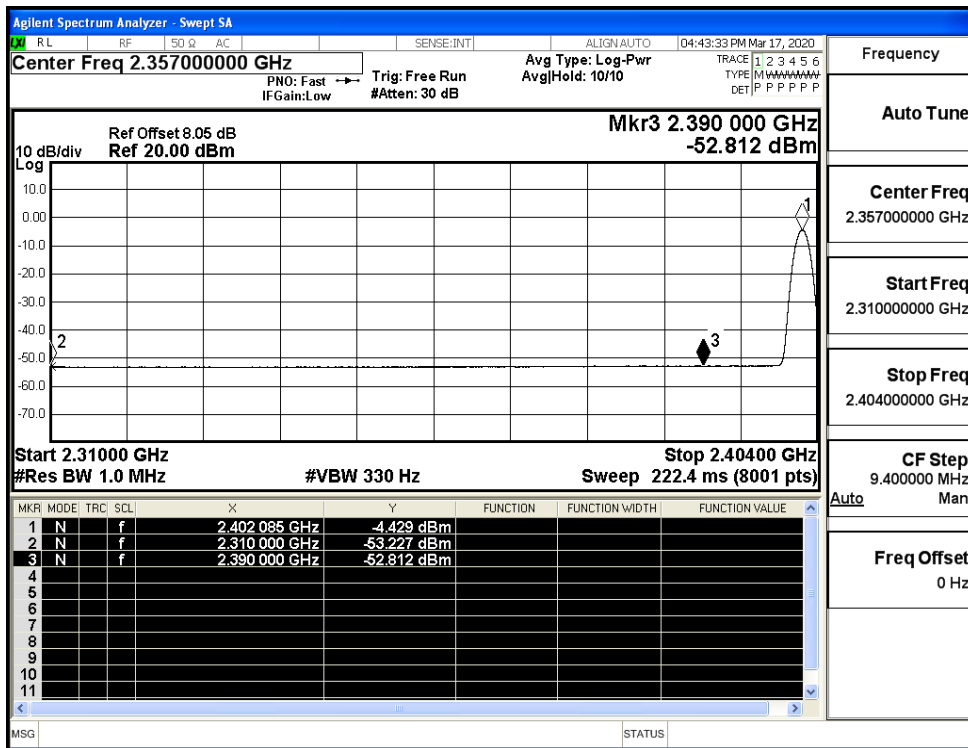 Agilent Spectrum Analyzer - Swept SA
LXI RL RF 50 Ω AC SENSE:INT ALIGN AUTO 04:43:33 PM Mar 17, 2020
Center Freq 2.357000000 GHz
PNO: Fast
IFGain:Low
Trig: Free Run
#Atten: 30 dB
Avg Type: Log-Pwr
Avg|Hold: 10/10
TRACE 1 2 3 4 5 6
TYPE M WWWWW
DET P P P P P P
Ref Offset 8.05 dB
Ref 20.00 dBm
10 dB/div
Log
Mkr3 2.390 000 GHz
-52.812 dBm
10.0
0.00
-10.0
-20.0
-30.0
-40.0
-50.0
-60.0
-70.0
1
2
3
Start 2.31000 GHz Stop 2.40400 GHz
#Res BW 1.0 MHz #VBW 330 Hz Sweep 222.4 ms (8001 pts)
MKR MODE TRC SCL X Y FUNCTION FUNCTION WIDTH FUNCTION VALUE
1 N f 2.402 085 GHz -4.429 dBm
2 N f 2.310 000 GHz -53.227 dBm
3 N f 2.390 000 GHz -52.812 dBm
4
5
6
7
8
9
10
11
MSG STATUS
Frequency
Auto Tune
Center Freq
2.357000000 GHz
Start Freq
2.310000000 GHz
Stop Freq
2.404000000 GHz
CF Step
9.400000 MHz
Auto Man
Freq Offset
0 Hz